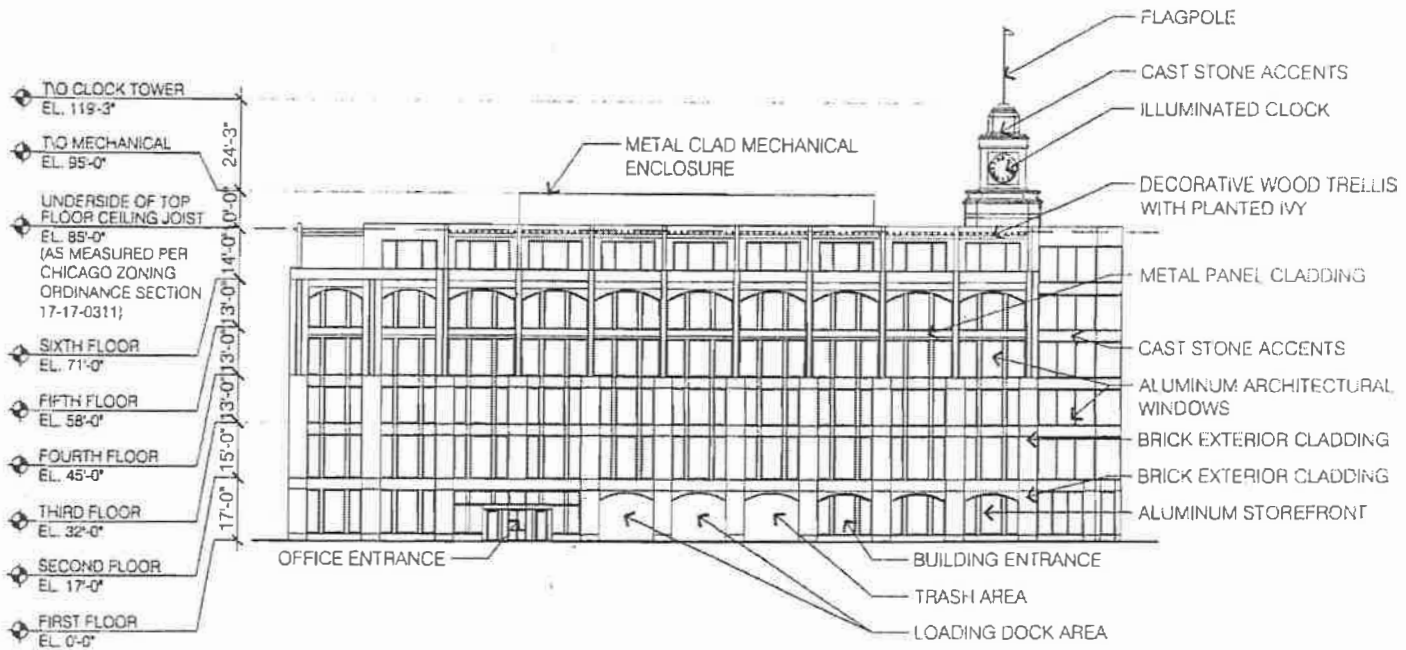 T\O CLOCK TOWER
EL. 119'-3"
T\O MECHANICAL
EL. 95'-0"
UNDERSIDE OF TOP
FLOOR CEILING JOIST
EL. 85'-0"
(AS MEASURED PER
CHICAGO ZONING
ORDINANCE SECTION
17-17-0311)
SIXTH FLOOR
EL. 71'-0"
FIFTH FLOOR
EL. 58'-0"
FOURTH FLOOR
EL. 45'-0"
THIRD FLOOR
EL. 32'-0"
SECOND FLOOR
EL. 17'-0"
FIRST FLOOR
EL. 0'-0"
24'-3"
10'-0"
14'-0"
13'-0"
13'-0"
13'-0"
15'-0"
17'-0"
METAL CLAD MECHANICAL
ENCLOSURE
FLAGPOLE
CAST STONE ACCENTS
ILLUMINATED CLOCK
DECORATIVE WOOD TRELLIS
WITH PLANTED IVY
METAL PANEL CLADDING
CAST STONE ACCENTS
ALUMINUM ARCHITECTURAL
WINDOWS
BRICK EXTERIOR CLADDING
BRICK EXTERIOR CLADDING
ALUMINUM STOREFRONT
OFFICE ENTRANCE
BUILDING ENTRANCE
TRASH AREA
LOADING DOCK AREA